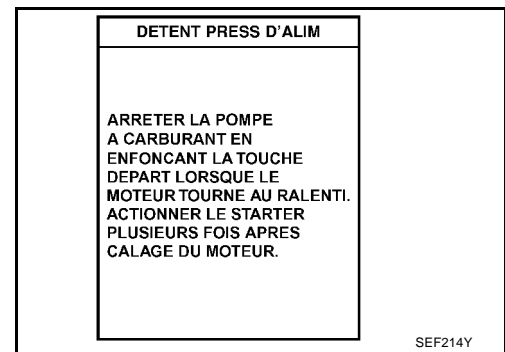 DETENT PRESS D'ALIM
ARRETER LA POMPE
A CARBURANT EN
ENFONCANT LA TOUCHE
DEPART LORSQUE LE
MOTEUR TOURNE AU RALENTI.
ACTIONNER LE STARTER
PLUSIEURS FOIS APRES
CALAGE DU MOTEUR.
SEF214Y